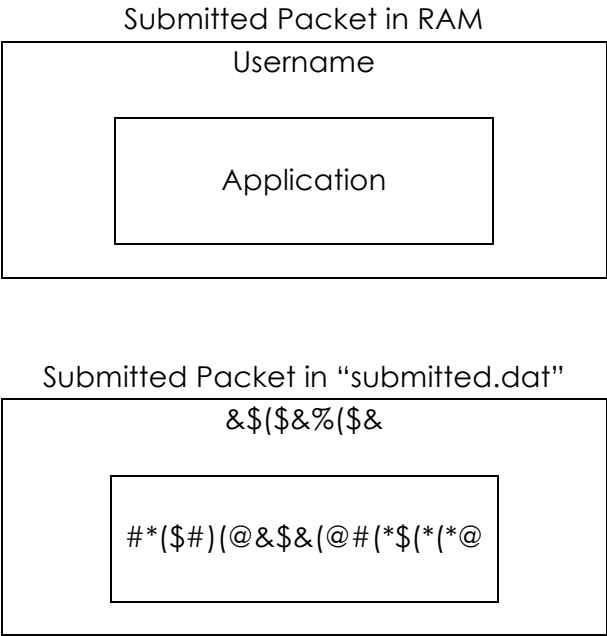 Submitted Packet in RAM
Username
Application
Submitted Packet in “submitted.dat”
&$($&%($&
#*($#)(@&$&(@#(*$(*(*@